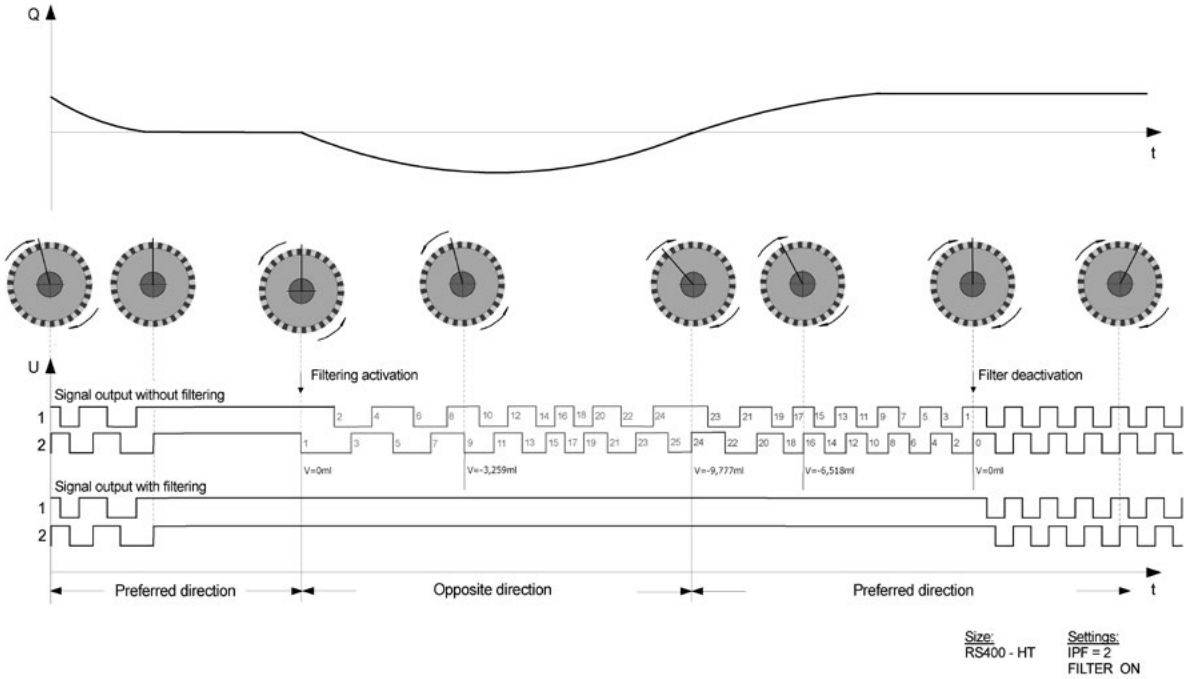 Q
t
U
Filtering activation
Filter deactivation
Signal output without filtering
1
2 4 6 8 10 12 14 16 18 20 22 24 23 21 19 17 15 13 11 9 7 5 3 1
2
1 3 5 7 9 11 13 15 17 19 21 23 25 24 22 20 18 16 14 12 10 8 6 4 2 0
V=0ml V=-3,259ml V=-9,777ml V=-6,518ml V=0ml
Signal output with filtering
1
2
Preferred direction Opposite direction Preferred direction t
Size: Settings:
RS400 - HT IPF = 2
FILTER ON